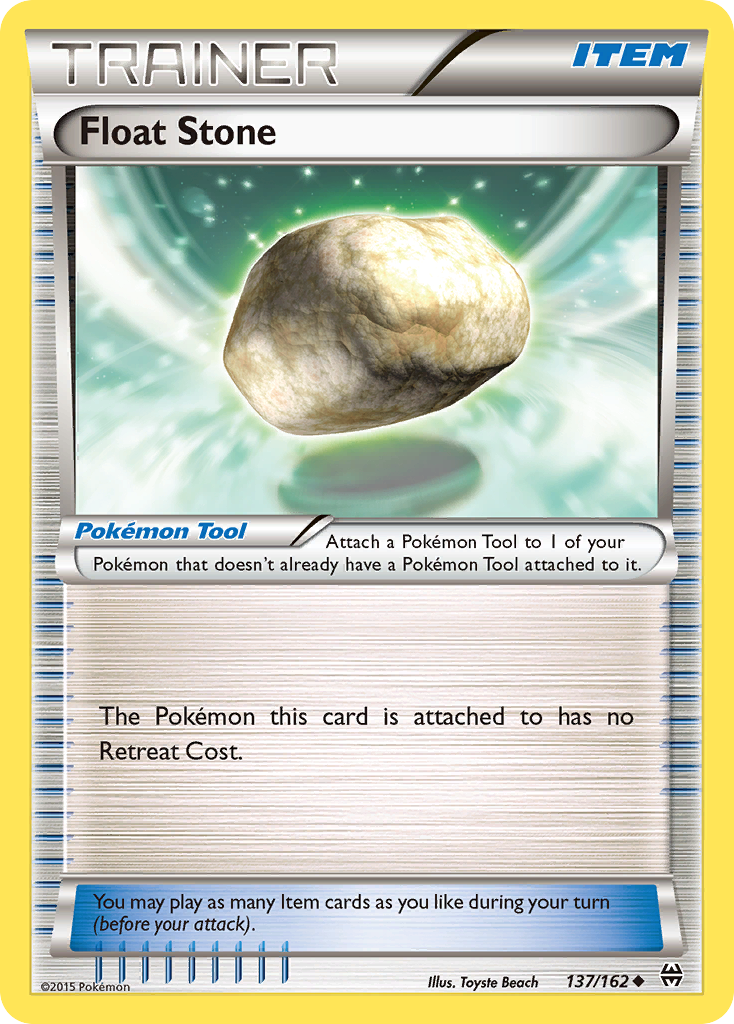 TRAINER
ITEM
Float Stone
Pokémon Tool
Attach a Pokémon Tool to 1 of your
Pokémon that doesn't already have a Pokémon Tool attached to it.
The Pokémon this card is attached to has no
Retreat Cost.
You may play as many Item cards as you like during your turn
(before your attack).
©2015 Pokémon
Illus. Toyste Beach
137/162